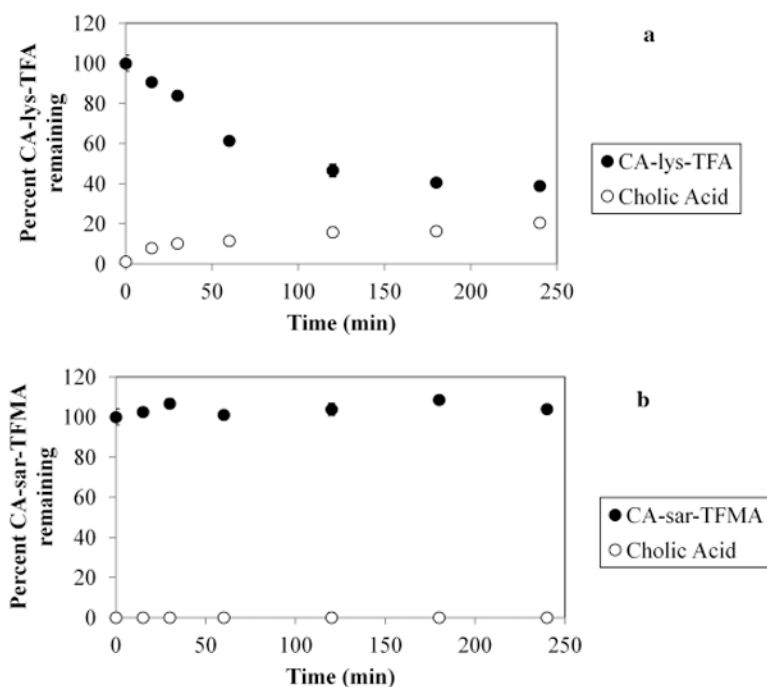 a
Percent CA-lys-TFA
remaining
120
100
80
60
40
20
0
0 50 100 150 200 250
Time (min)
CA-lys-TFA
Cholic Acid
b
Percent CA-sar-TFMA
remaining
120
100
80
60
40
20
0
0 50 100 150 200 250
Time (min)
CA-sar-TFMA
Cholic Acid